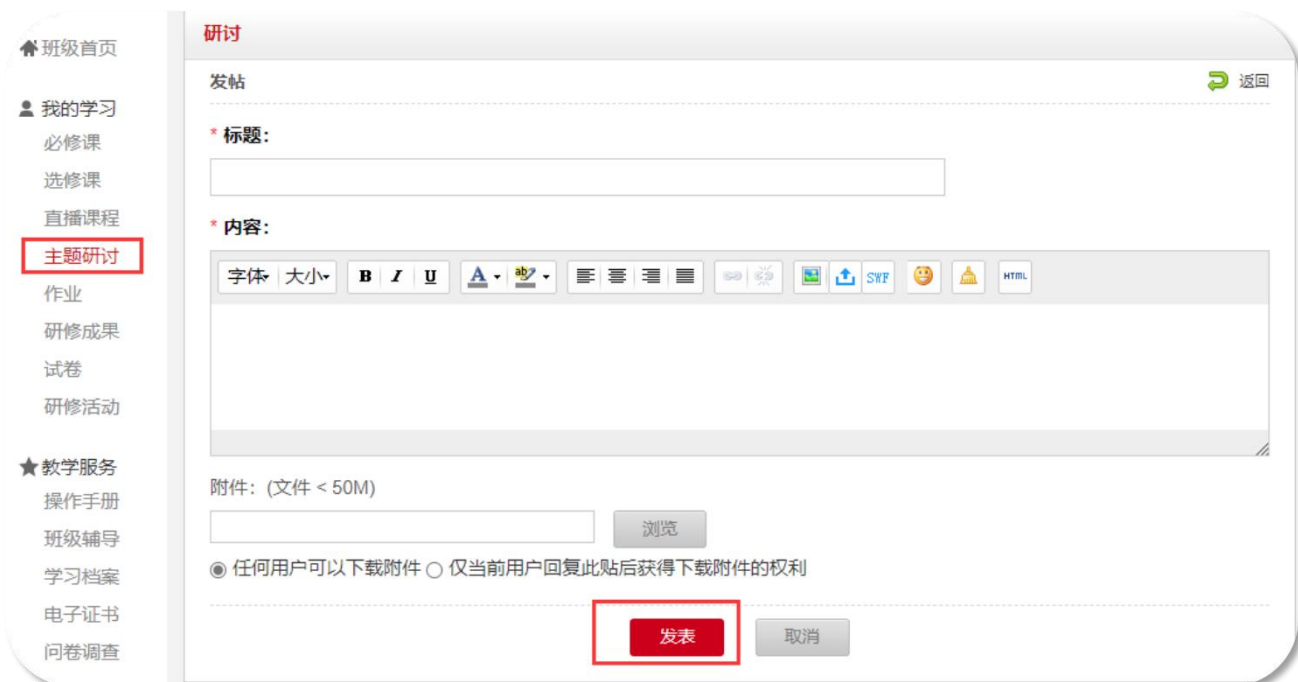 班级首页
我的学习
必修课
选修课
直播课程
主题研讨
作业
研修成果
试卷
研修活动
教学服务
操作手册
班级辅导
学习档案
电子证书
问卷调查
研讨
发帖
返回
* 标题:
* 内容:
字体 大小 B I U A ab SWF HTML
附件: (文件 < 50M)
浏览
任何用户可以下载附件 仅当前用户回复此贴后获得下载附件的权利
发表 取消